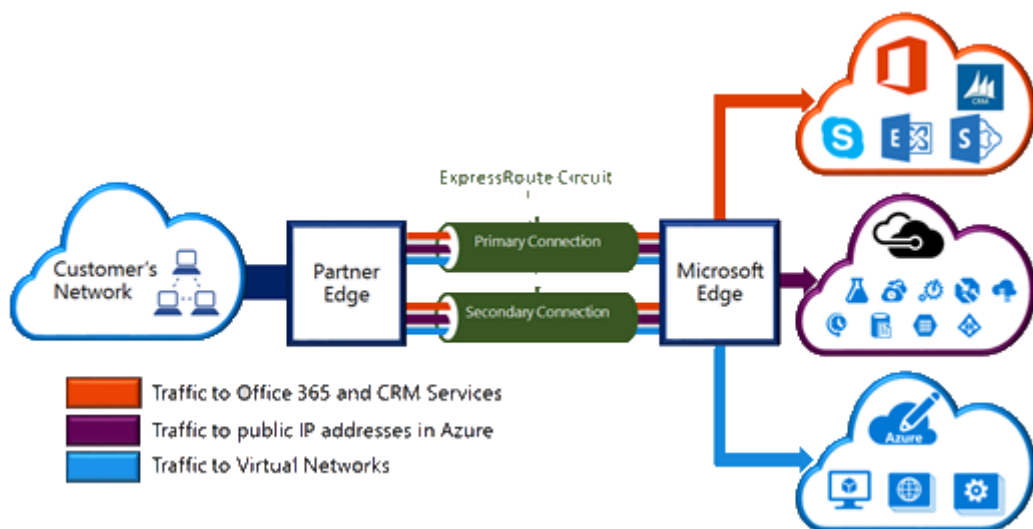 ExpressRoute Circuit
Customer's
Network
Partner
Edge
Primary Connection
Secondary Connection
Microsoft
Edge
CRM
S
E
S
Azure
Traffic to Office 365 and CRM Services
Traffic to public IP addresses in Azure
Traffic to Virtual Networks